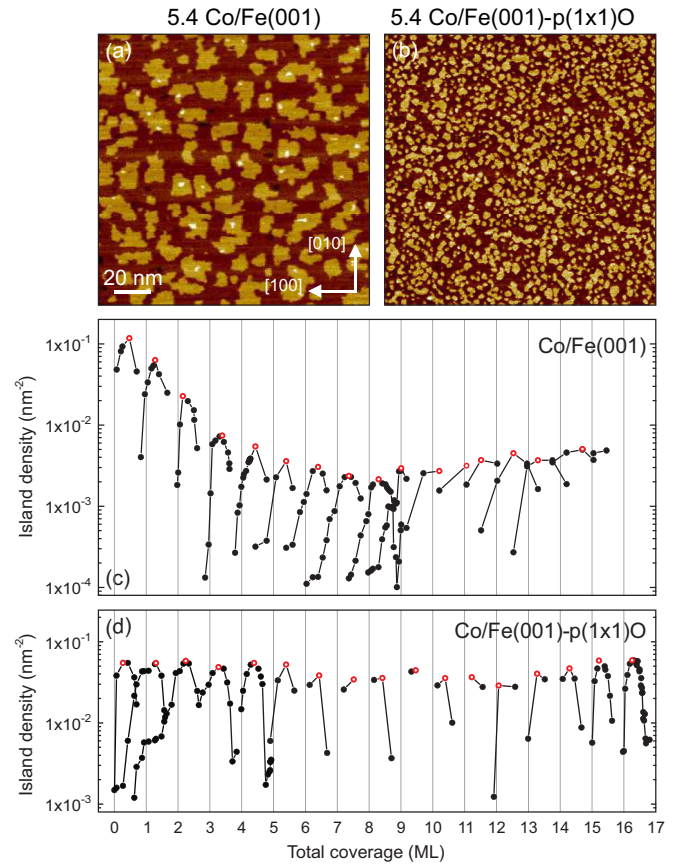 5.4 Co/Fe(001) 5.4 Co/Fe(001)-p(1x1)O
(a) (b)
[010]
20 nm [100]
Co/Fe(001)
1x10⁻¹
1x10⁻²
1x10⁻³
1x10⁻⁴
Island density (nm⁻²)
(c)
(d) Co/Fe(001)-p(1x1)O
1x10⁻¹
1x10⁻²
1x10⁻³
Island density (nm⁻²)
0 1 2 3 4 5 6 7 8 9 10 11 12 13 14 15 16 17
Total coverage (ML)